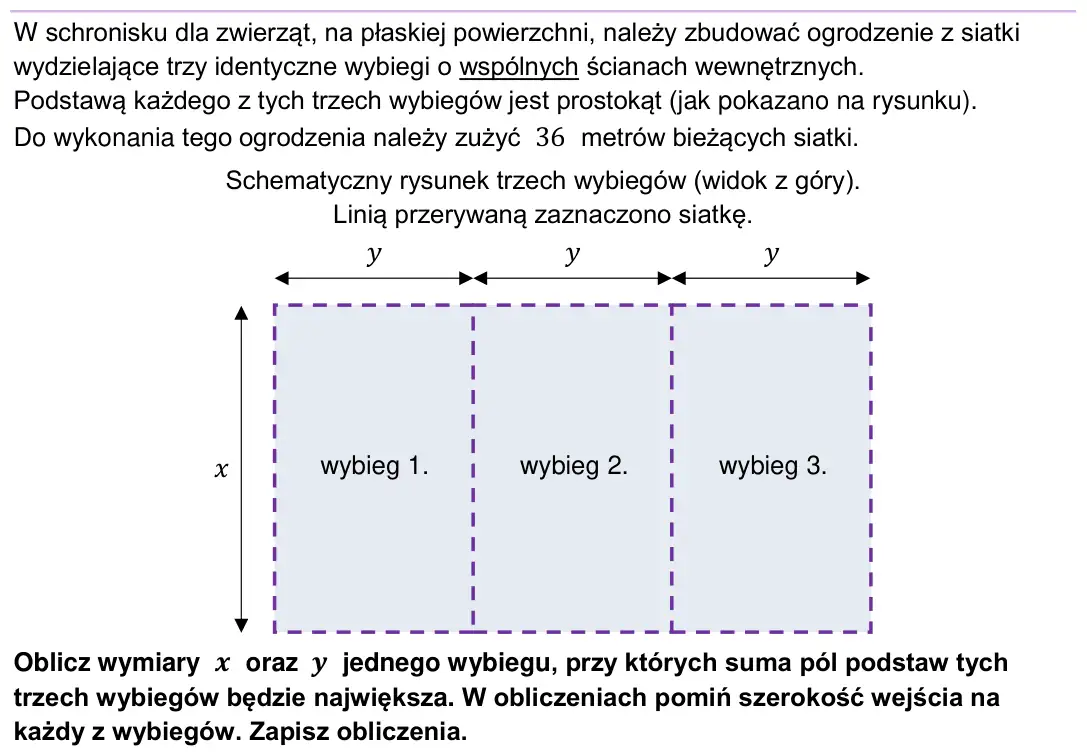 W schronisku dla zwierząt, na płaskiej powierzchni, należy zbudować ogrodzenie z siatki
wydzielające trzy identyczne wybiegi o wspólnych ścianach wewnętrznych.
Podstawą każdego z tych trzech wybiegów jest prostokąt (jak pokazano na rysunku).
Do wykonania tego ogrodzenia należy zużyć 36 metrów bieżących siatki.
Schematyczny rysunek trzech wybiegów (widok z góry).
Linią przerywaną zaznaczono siatkę.
y y y
x wybieg 1. wybieg 2. wybieg 3.
Oblicz wymiary x oraz y jednego wybiegu, przy których suma pól podstaw tych
trzech wybiegów będzie największa. W obliczeniach pomiń szerokość wejścia na
każdy z wybiegów. Zapisz obliczenia.